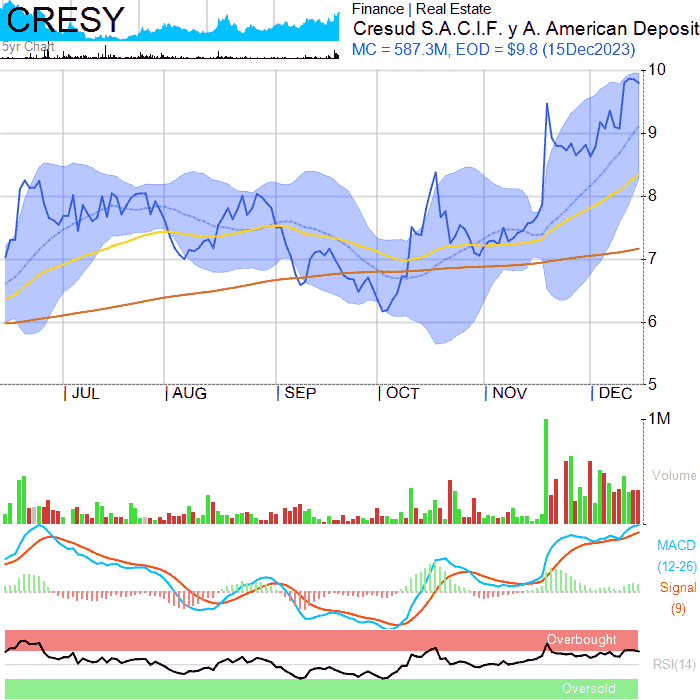 CRESY
5yr Chart
Finance | Real Estate
Cresud S.A.C.I.F. y A. American Deposit
MC = 587.3M, EOD = $9.8 (15Dec2023)
10
9
8
7
6
5
JUL AUG SEP OCT NOV DEC
1M
Volume
MACD
(12-26)
Signal
(9)
Overbought
RSI(14)
Oversold